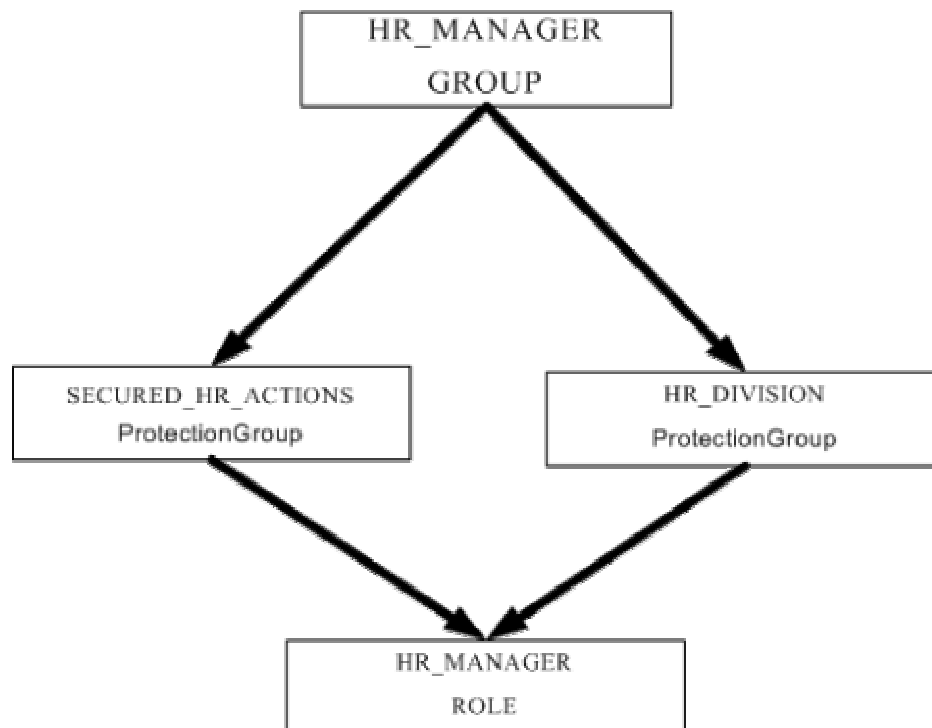 HR_MANAGER
GROUP
SECURED_HR_ACTIONS
ProtectionGroup
HR_DIVISION
ProtectionGroup
HR_MANAGER
ROLE